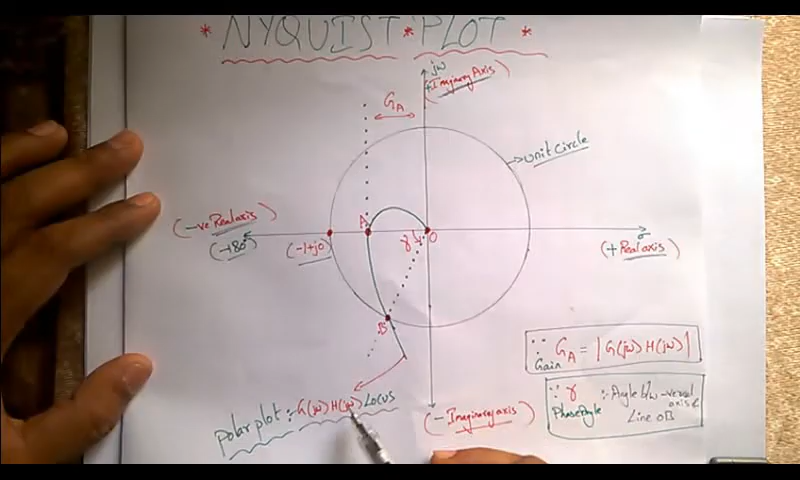 * NYQUIST * PLOT *
jω
+Imaginary Axis)
GA
unit circle
(-ve Real axis)
(-180°)
(-1+j0)
A
γ
O
σ
(+Real axis)
B
∵ GA = |G(jω) H(jω)|
Gain
∵ γ :- Angle b/w -ve real axis &
Phase Angle Line OB
polar plot : G(jω) H(jω) Locus
(-Imaginary axis)